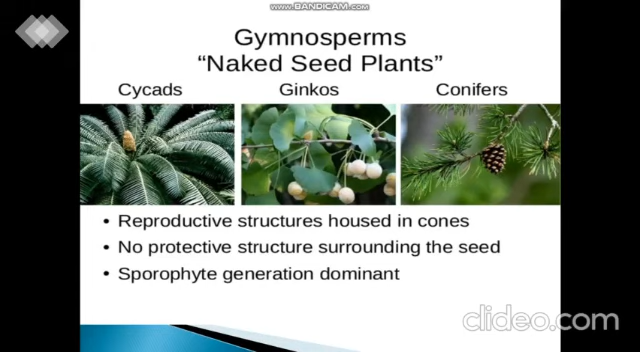 www.BANDICAM.com
Gymnosperms
“Naked Seed Plants”
Cycads Ginkos Conifers
• Reproductive structures housed in cones
• No protective structure surrounding the seed
• Sporophyte generation dominant
clideo.com